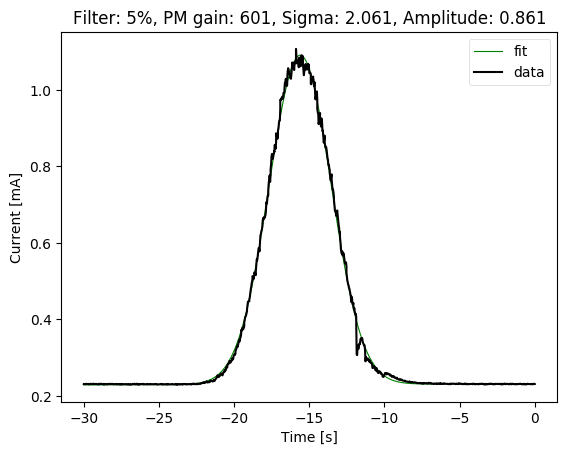 Filter: 5%, PM gain: 601, Sigma: 2.061, Amplitude: 0.861
fit
data
1.0
0.8
0.6
0.4
0.2
Current [mA]
−30
−25
−20
−15
−10
−5
0
Time [s]